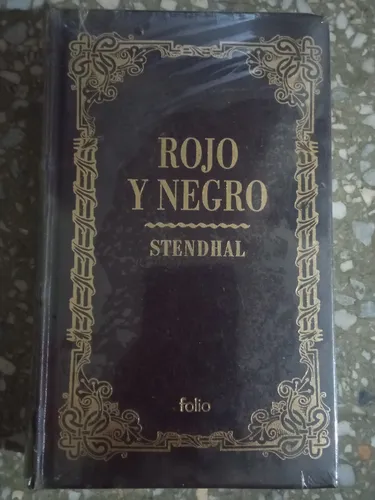 ROJO
Y NEGRO
STENDHAL
folio